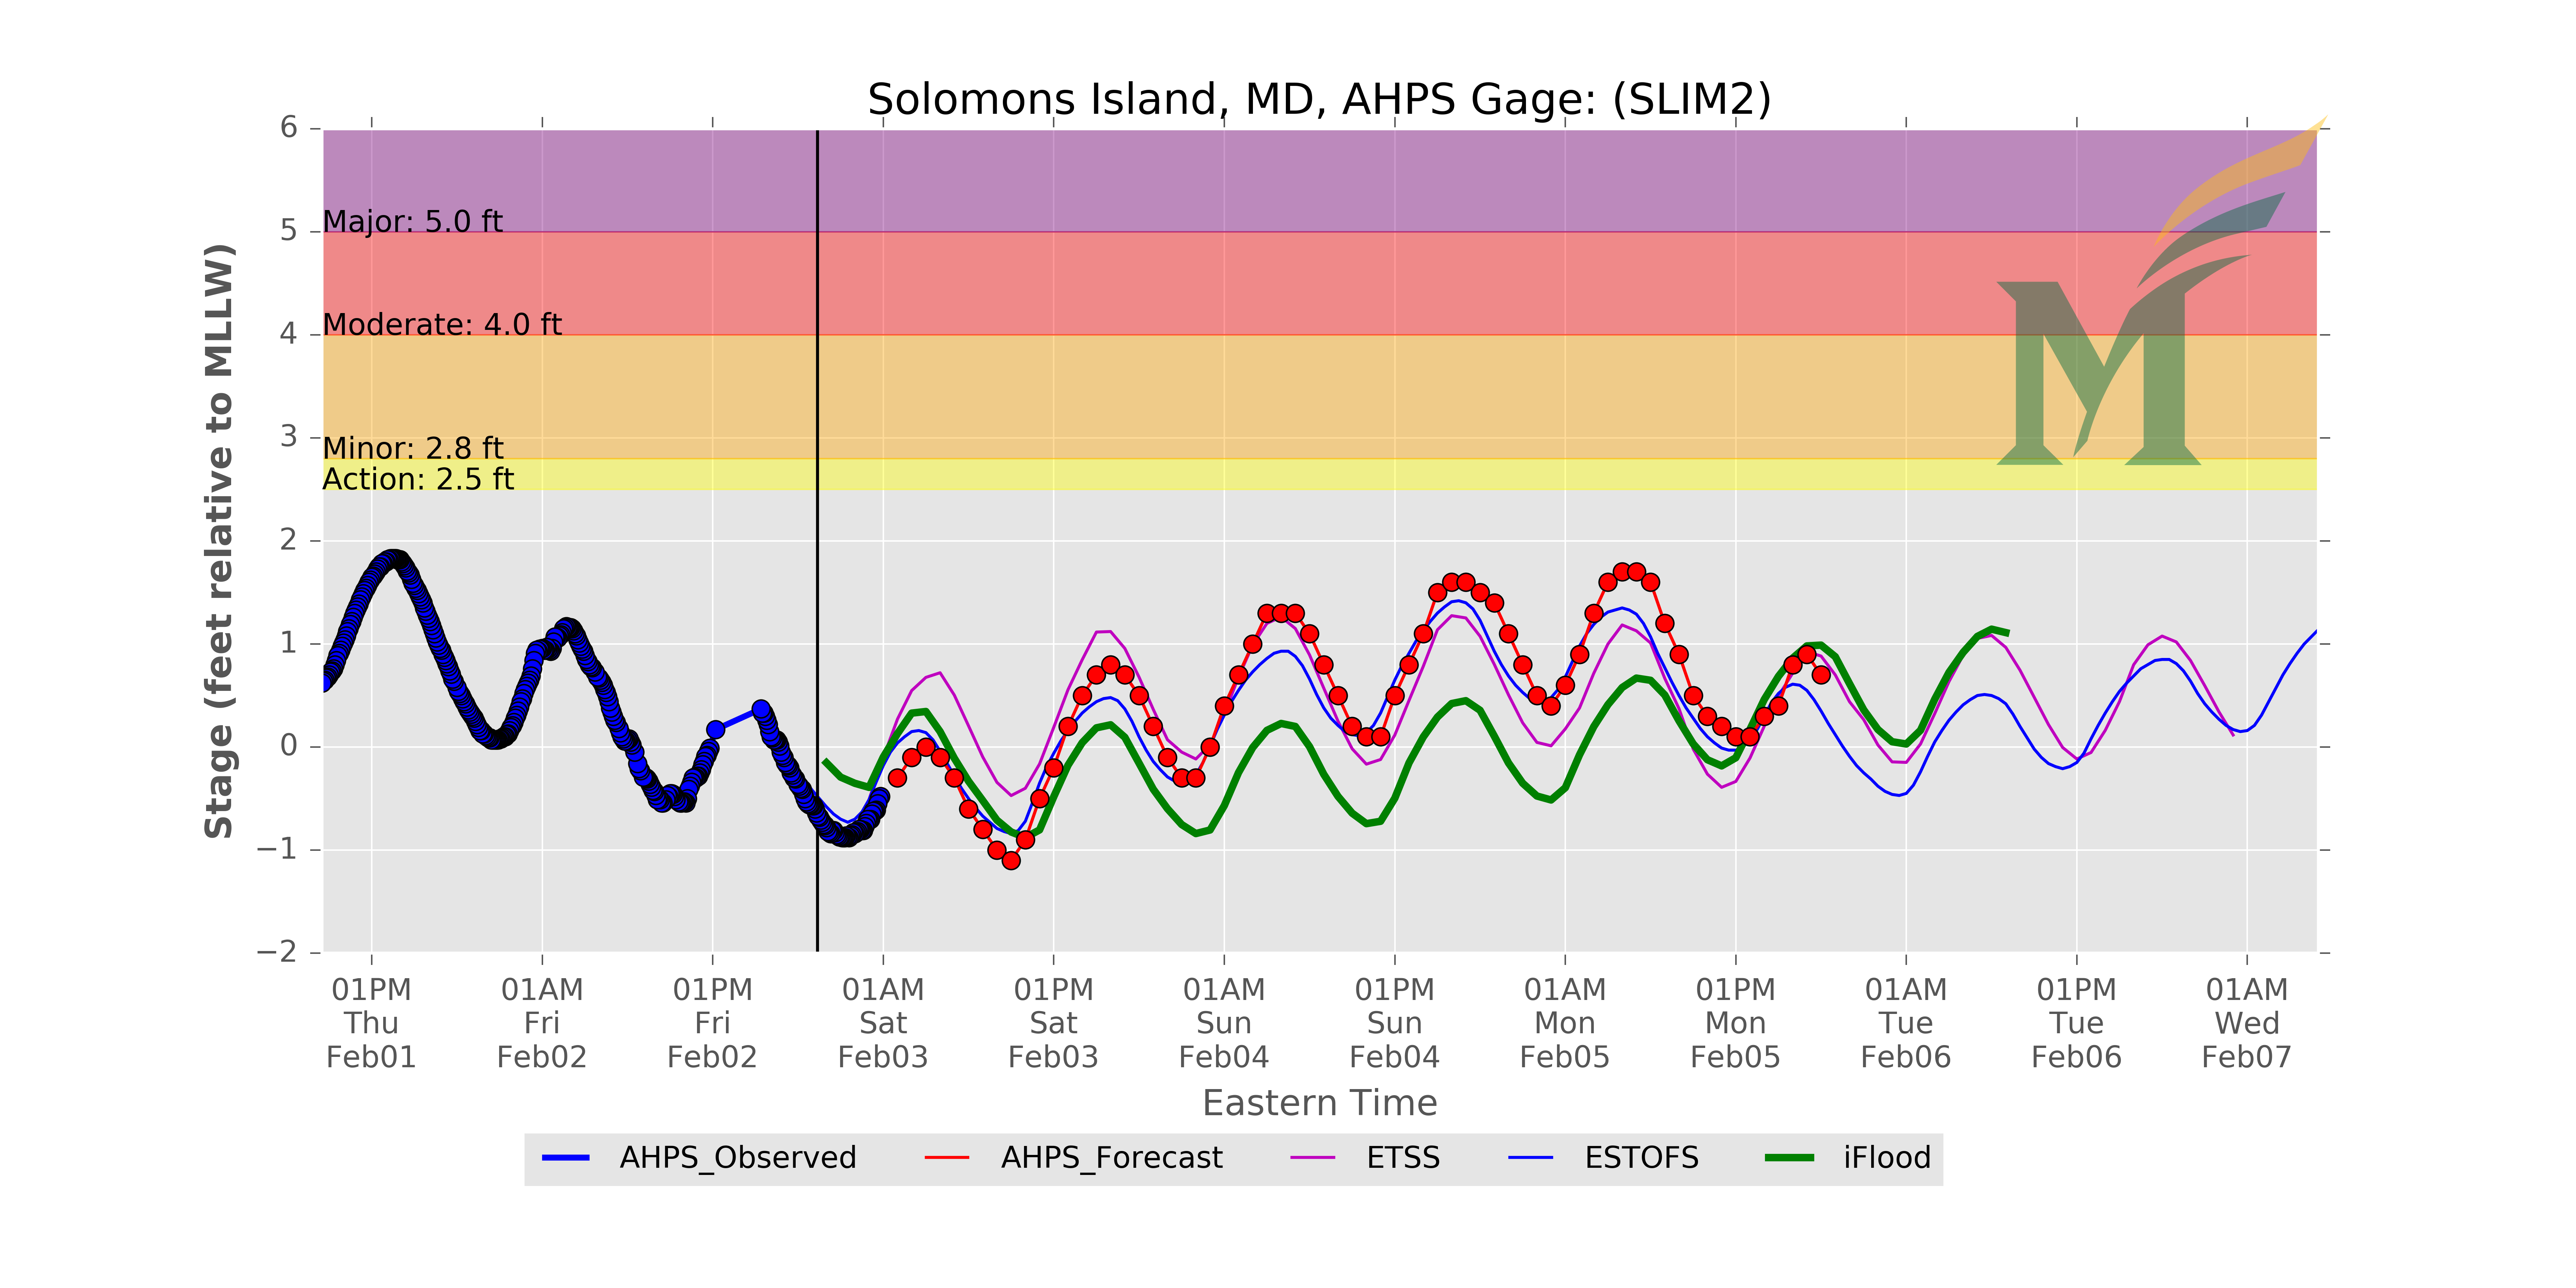 Solomons Island, MD, AHPS Gage: (SLIM2)
Stage (feet relative to MLLW)
6
5
4
3
2
1
0
−1
−2
Major: 5.0 ft
Moderate: 4.0 ft
Minor: 2.8 ft
Action: 2.5 ft
M
01PM 01AM 01PM 01AM 01PM 01AM 01PM 01AM 01PM 01AM 01PM 01AM
Thu Fri Fri Sat Sat Sun Sun Mon Mon Tue Tue Wed
Feb01 Feb02 Feb02 Feb03 Feb03 Feb04 Feb04 Feb05 Feb05 Feb06 Feb06 Feb07
Eastern Time
AHPS_Observed AHPS_Forecast ETSS ESTOFS iFlood